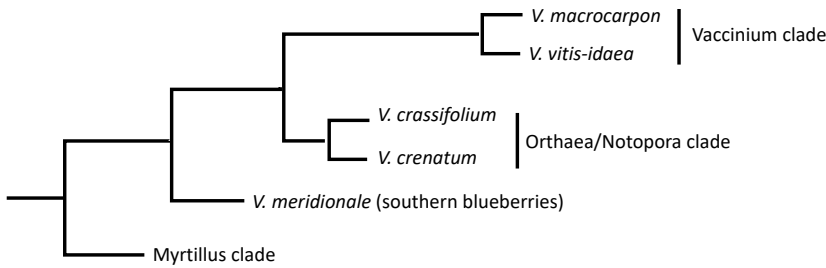 V. macrocarpon
Vaccinium clade
V. vitis-idaea
V. crassifolium
Orthaea/Notopora clade
V. crenatum
V. meridionale (southern blueberries)
Myrtillus clade